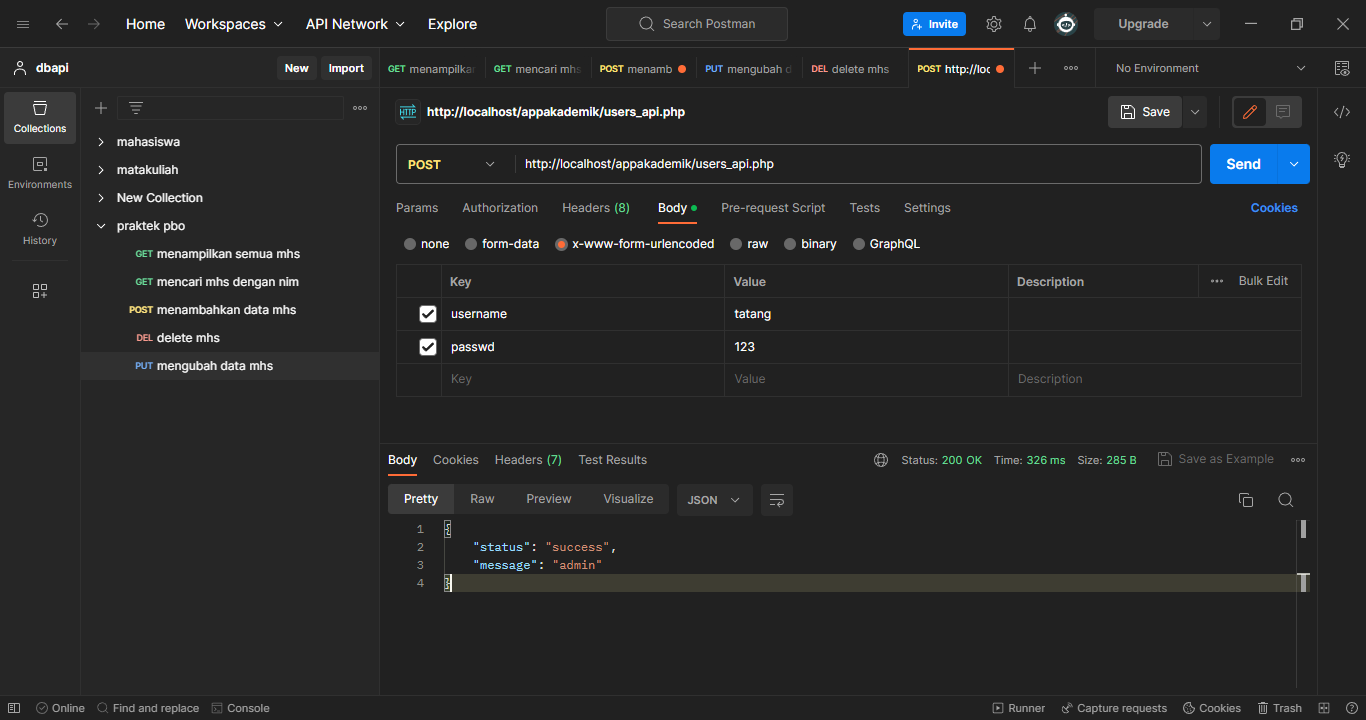 Home Workspaces API Network Explore Search Postman Invite Upgrade
dbapi New Import GET menampilka GET mencari mhs POST menamb PUT mengubah d DEL delete mhs POST http://loc No Environment
Collections
Environments
History
mahasiswa
matakuliah
New Collection
praktek pbo
GET menampilkan semua mhs
GET mencari mhs dengan nim
POST menambahkan data mhs
DEL delete mhs
PUT mengubah data mhs
HTTP http://localhost/appakademik/users_api.php Save
POST http://localhost/appakademik/users_api.php Send
Params Authorization Headers (8) Body Pre-request Script Tests Settings Cookies
none form-data x-www-form-urlencoded raw binary GraphQL
Key Value Description Bulk Edit
username tatang
passwd 123
Key Value Description
Body Cookies Headers (7) Test Results Status: 200 OK Time: 326 ms Size: 285 B Save as Example
Pretty Raw Preview Visualize JSON
1 {
2 "status": "success",
3 "message": "admin"
4 }
Online Find and replace Console Runner Capture requests Cookies Trash